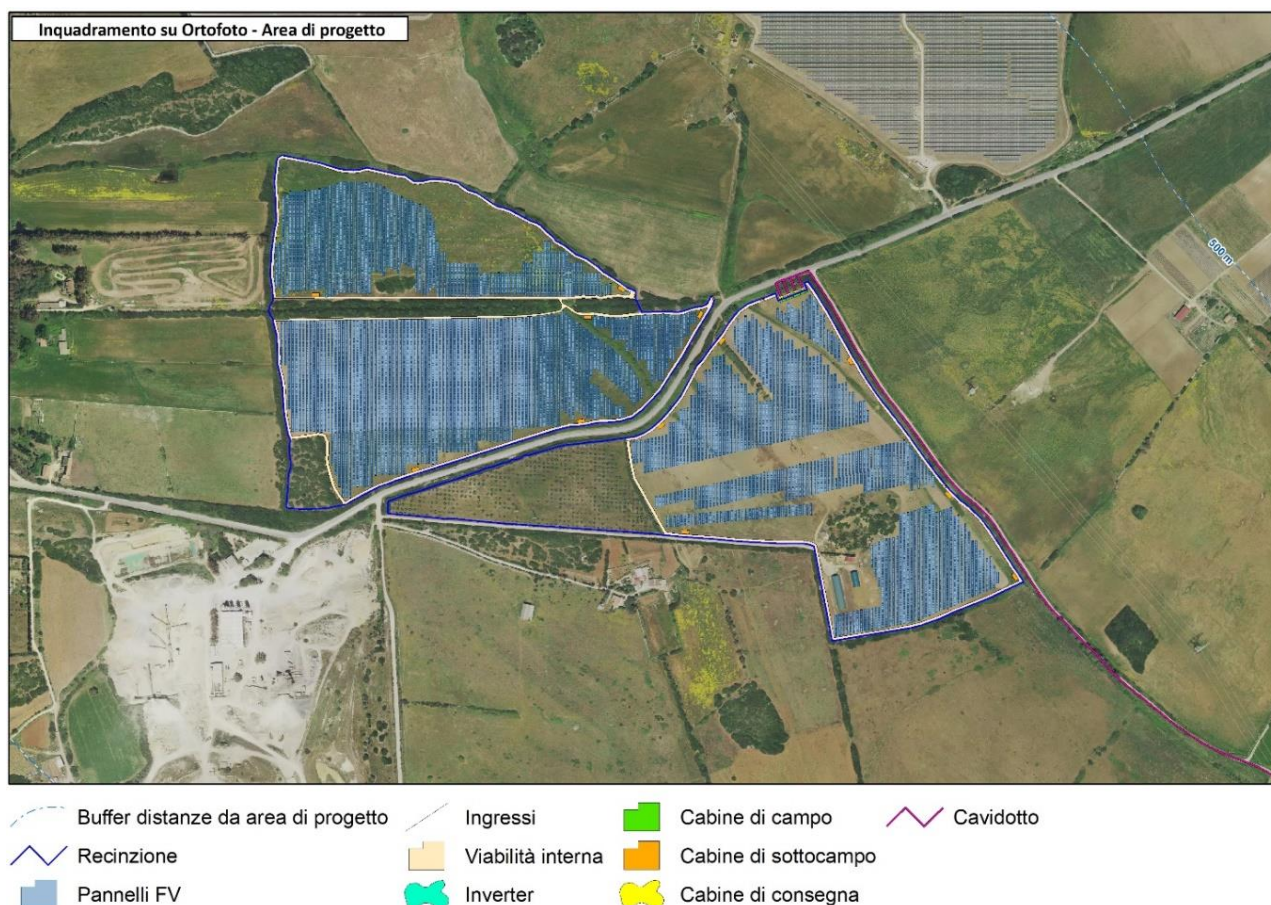 Inquadramento su Ortofoto - Area di progetto
500 m
Buffer distanze da area di progetto
Ingressi
Cabine di campo
Cavidotto
Recinzione
Viabilità interna
Cabine di sottocampo
Pannelli FV
Inverter
Cabine di consegna